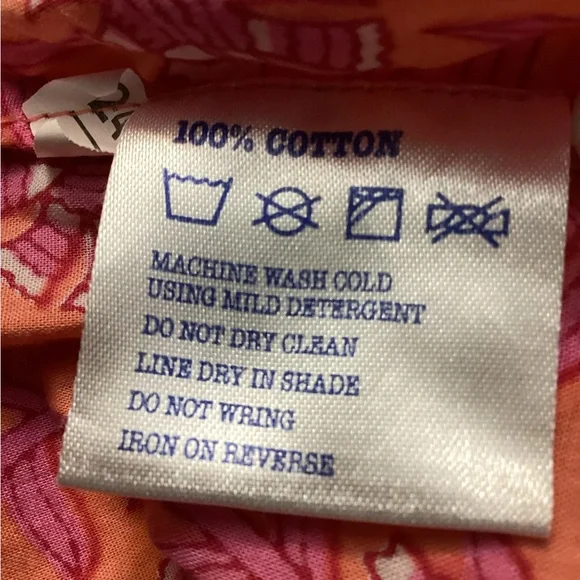 24
100% COTTON
MACHINE WASH COLD
USING MILD DETERGENT
DO NOT DRY CLEAN
LINE DRY IN SHADE
DO NOT WRING
IRON ON REVERSE